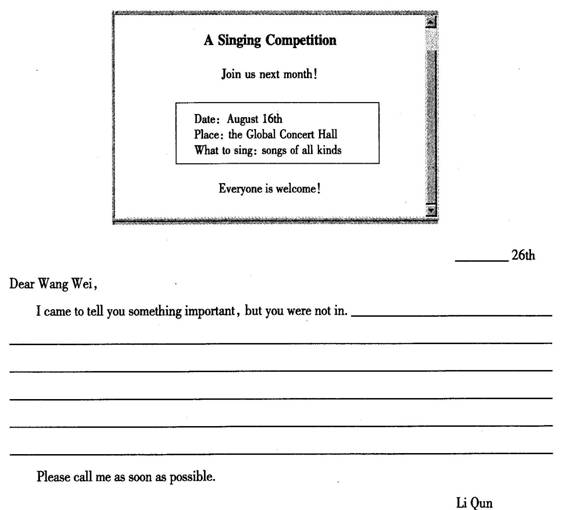 A Singing Competition
Join us next month!
Date: August 16th
Place: the Global Concert Hall
What to sing: songs of all kinds
Everyone is welcome!
________ 26th
Dear Wang Wei,
I came to tell you something important, but you were not in. ________
Please call me as soon as possible.
Li Qun